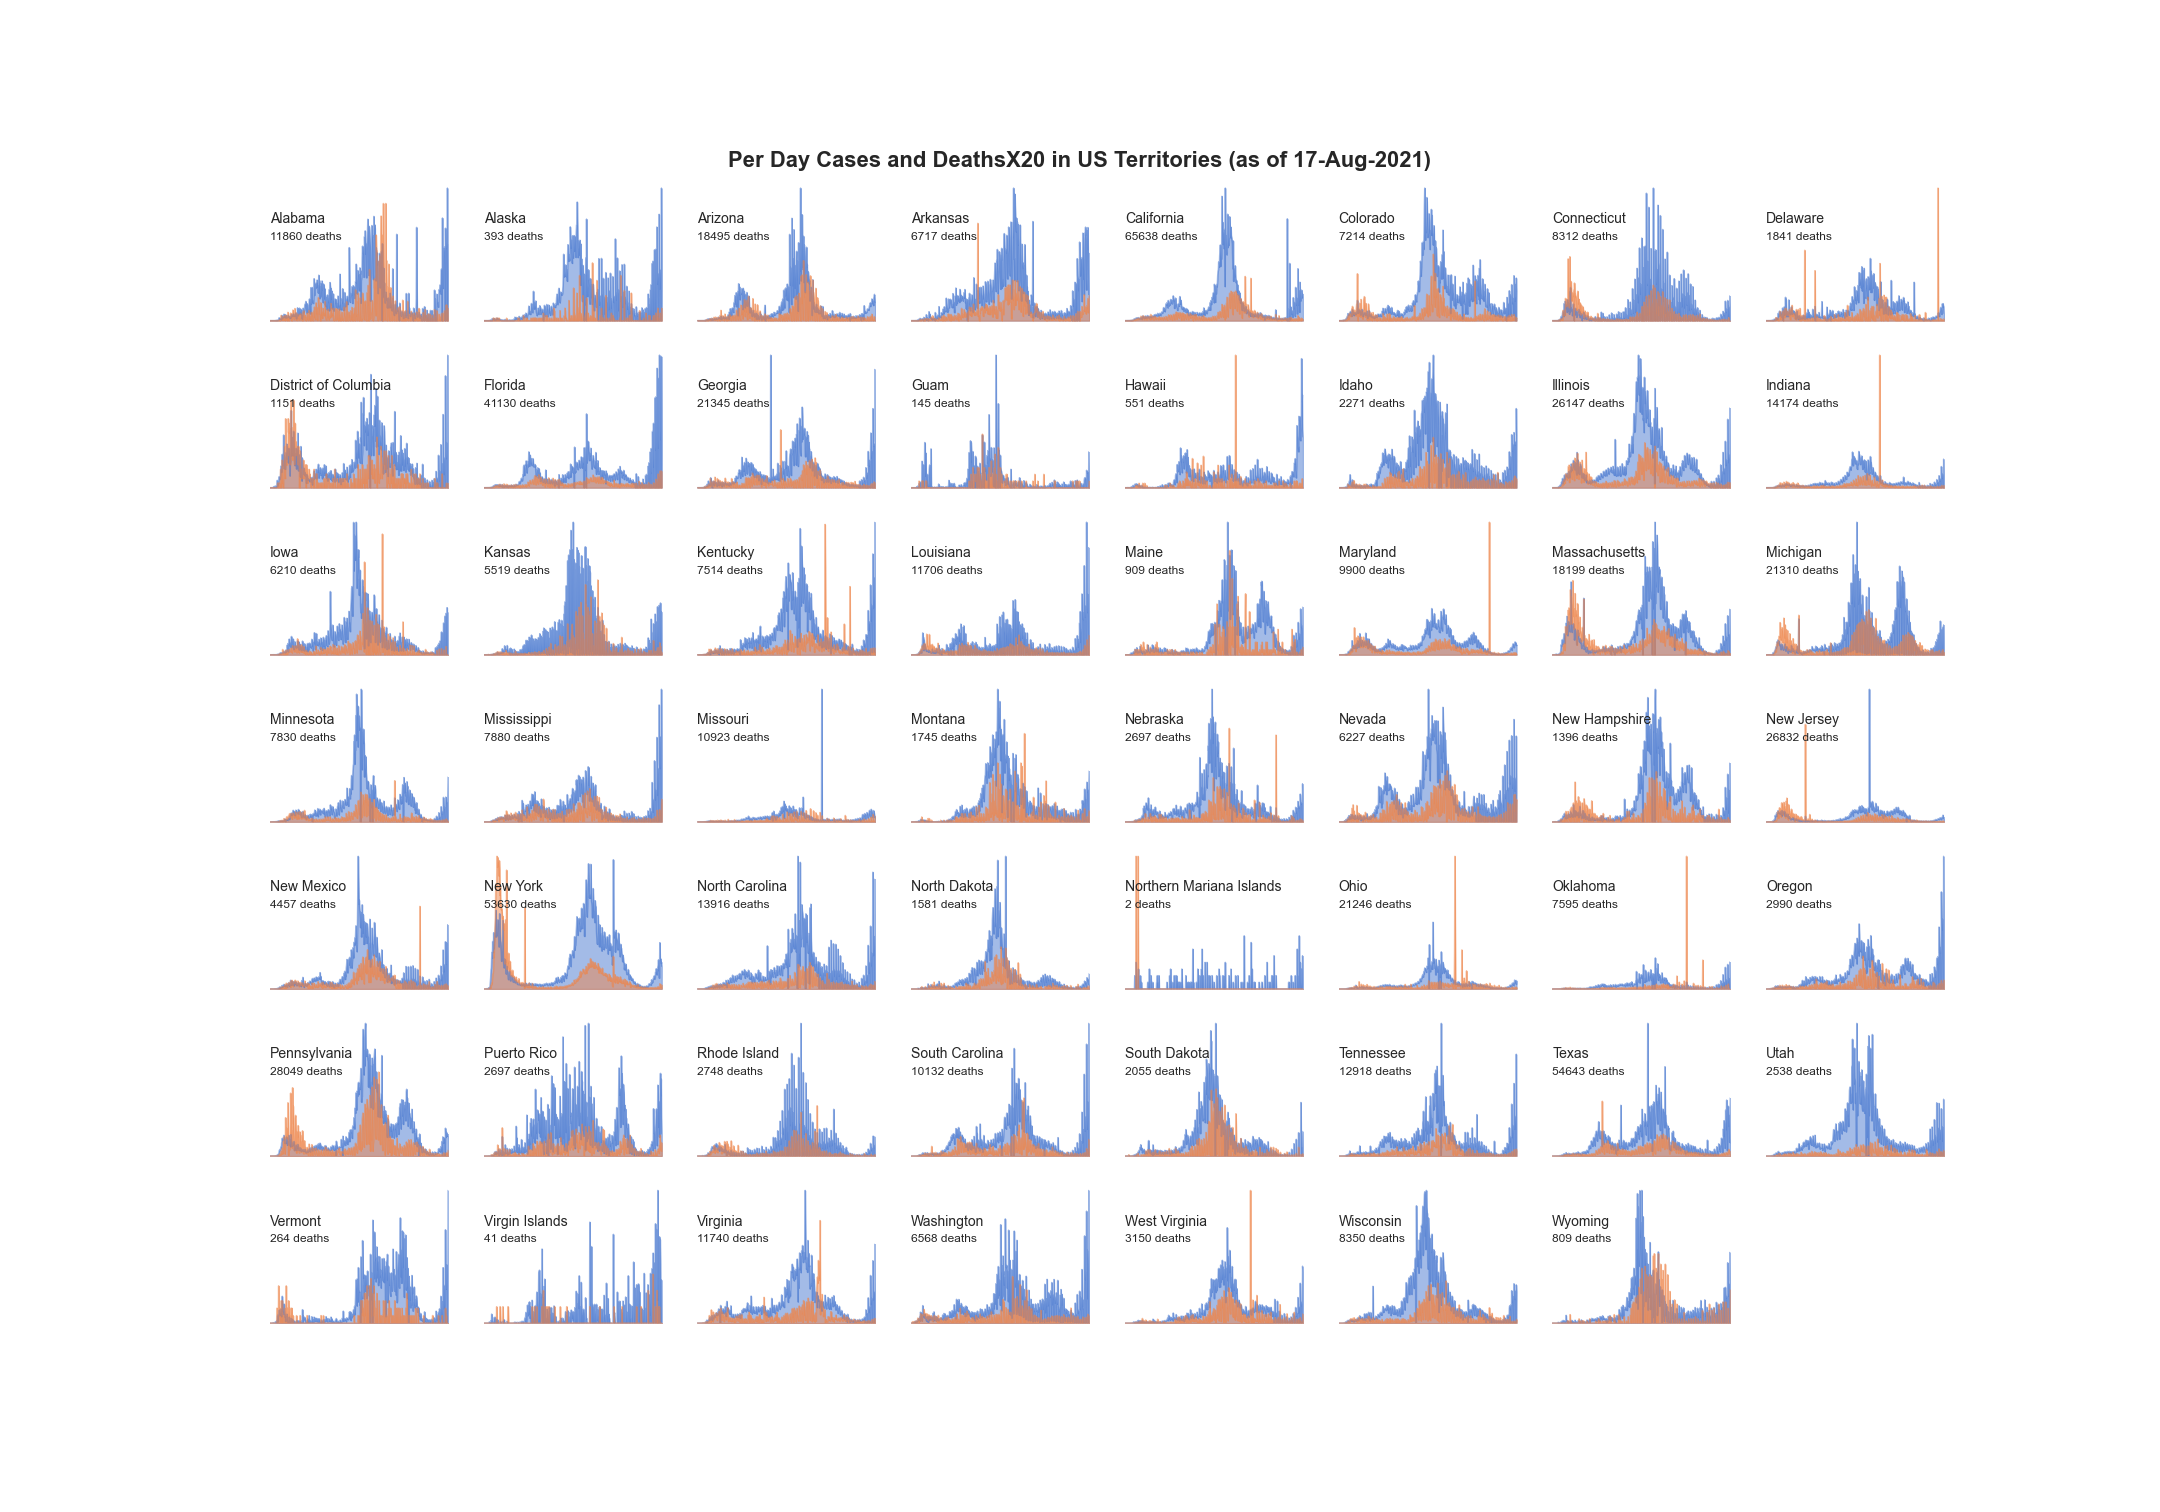 Per Day Cases and DeathsX20 in US Territories (as of 17-Aug-2021)
Alabama
11860 deaths
Alaska
393 deaths
Arizona
18495 deaths
Arkansas
6717 deaths
California
65638 deaths
Colorado
7214 deaths
Connecticut
8312 deaths
Delaware
1841 deaths
District of Columbia
1151 deaths
Florida
41130 deaths
Georgia
21345 deaths
Guam
145 deaths
Hawaii
551 deaths
Idaho
2271 deaths
Illinois
26147 deaths
Indiana
14174 deaths
Iowa
6210 deaths
Kansas
5519 deaths
Kentucky
7514 deaths
Louisiana
11706 deaths
Maine
909 deaths
Maryland
9900 deaths
Massachusetts
18199 deaths
Michigan
21310 deaths
Minnesota
7830 deaths
Mississippi
7880 deaths
Missouri
10923 deaths
Montana
1745 deaths
Nebraska
2697 deaths
Nevada
6227 deaths
New Hampshire
1396 deaths
New Jersey
26832 deaths
New Mexico
4457 deaths
New York
53630 deaths
North Carolina
13916 deaths
North Dakota
1581 deaths
Northern Mariana Islands
2 deaths
Ohio
21246 deaths
Oklahoma
7595 deaths
Oregon
2990 deaths
Pennsylvania
28049 deaths
Puerto Rico
2697 deaths
Rhode Island
2748 deaths
South Carolina
10132 deaths
South Dakota
2055 deaths
Tennessee
12918 deaths
Texas
54643 deaths
Utah
2538 deaths
Vermont
264 deaths
Virgin Islands
41 deaths
Virginia
11740 deaths
Washington
6568 deaths
West Virginia
3150 deaths
Wisconsin
8350 deaths
Wyoming
809 deaths